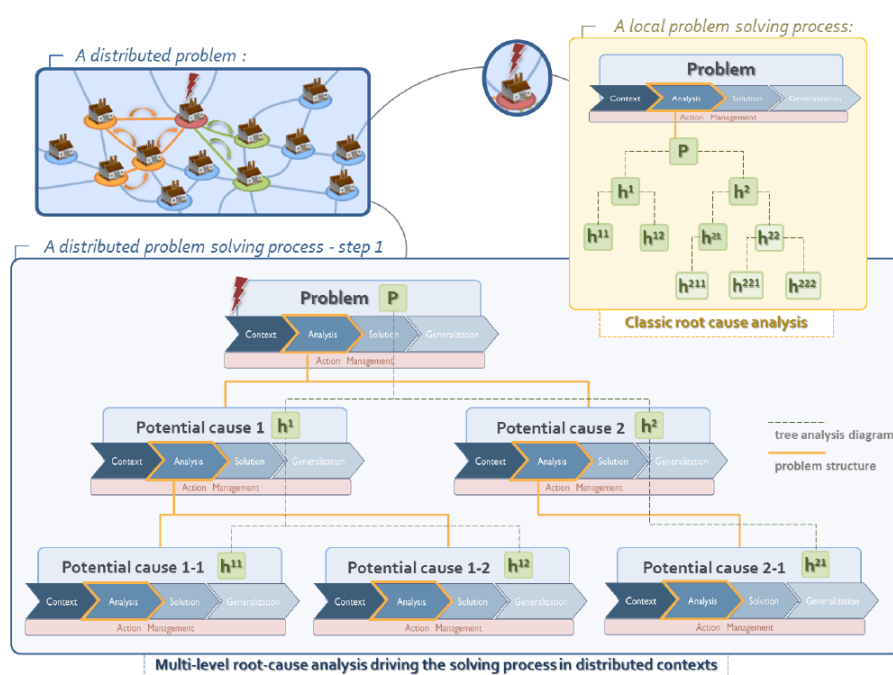 A distributed problem :
A local problem solving process:
Problem
Context
Analysis
Solution
Generalization
Action Management
P
h1
h2
h11
h12
h21
h22
h211
h221
h222
Classic root cause analysis
A distributed problem solving process - step 1
Problem P
Context
Analysis
Solution
Generalization
Action Management
Potential cause 1 h1
Context
Analysis
Solution
Generalization
Action Management
Potential cause 2 h2
Context
Analysis
Solution
Generalization
Action Management
tree analysis diagram
problem structure
Potential cause 1-1 h11
Context
Analysis
Solution
Generalization
Action Management
Potential cause 1-2 h12
Context
Analysis
Solution
Generalization
Action Management
Potential cause 2-1 h21
Context
Analysis
Solution
Generalization
Action Management
Multi-level root-cause analysis driving the solving process in distributed contexts